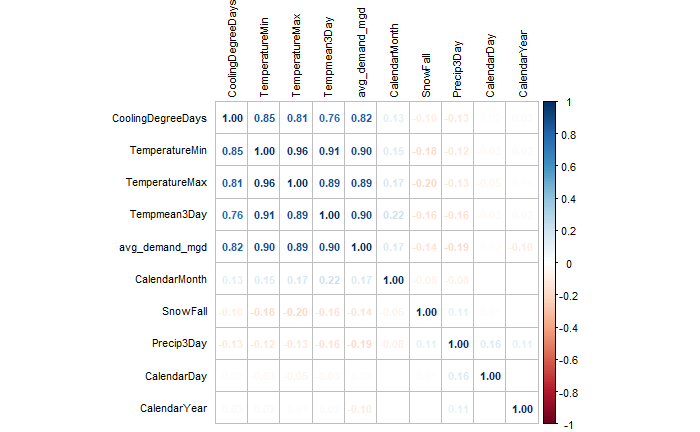 CoolingDegreeDays TemperatureMin TemperatureMax Tempmean3Day avg_demand_mgd CalendarMonth SnowFall Precip3Day CalendarDay CalendarYear
CoolingDegreeDays 1.00 0.85 0.81 0.76 0.82 0.13 -0.10 -0.13
TemperatureMin 0.85 1.00 0.96 0.91 0.90 0.15 -0.18 -0.12
TemperatureMax 0.81 0.96 1.00 0.89 0.89 0.17 -0.20 -0.13
Tempmean3Day 0.76 0.91 0.89 1.00 0.90 0.22 -0.16 -0.16
avg_demand_mgd 0.82 0.90 0.89 0.90 1.00 0.17 -0.14 -0.19 -0.10
CalendarMonth 0.13 0.15 0.17 0.22 0.17 1.00
SnowFall -0.10 -0.18 -0.20 -0.16 -0.14 1.00 0.11
Precip3Day -0.13 -0.12 -0.13 -0.16 -0.19 0.11 1.00 0.16 0.11
CalendarDay 0.16 1.00
CalendarYear -0.10 0.11 1.00
1
0.8
0.6
0.4
0.2
0
-0.2
-0.4
-0.6
-0.8
-1